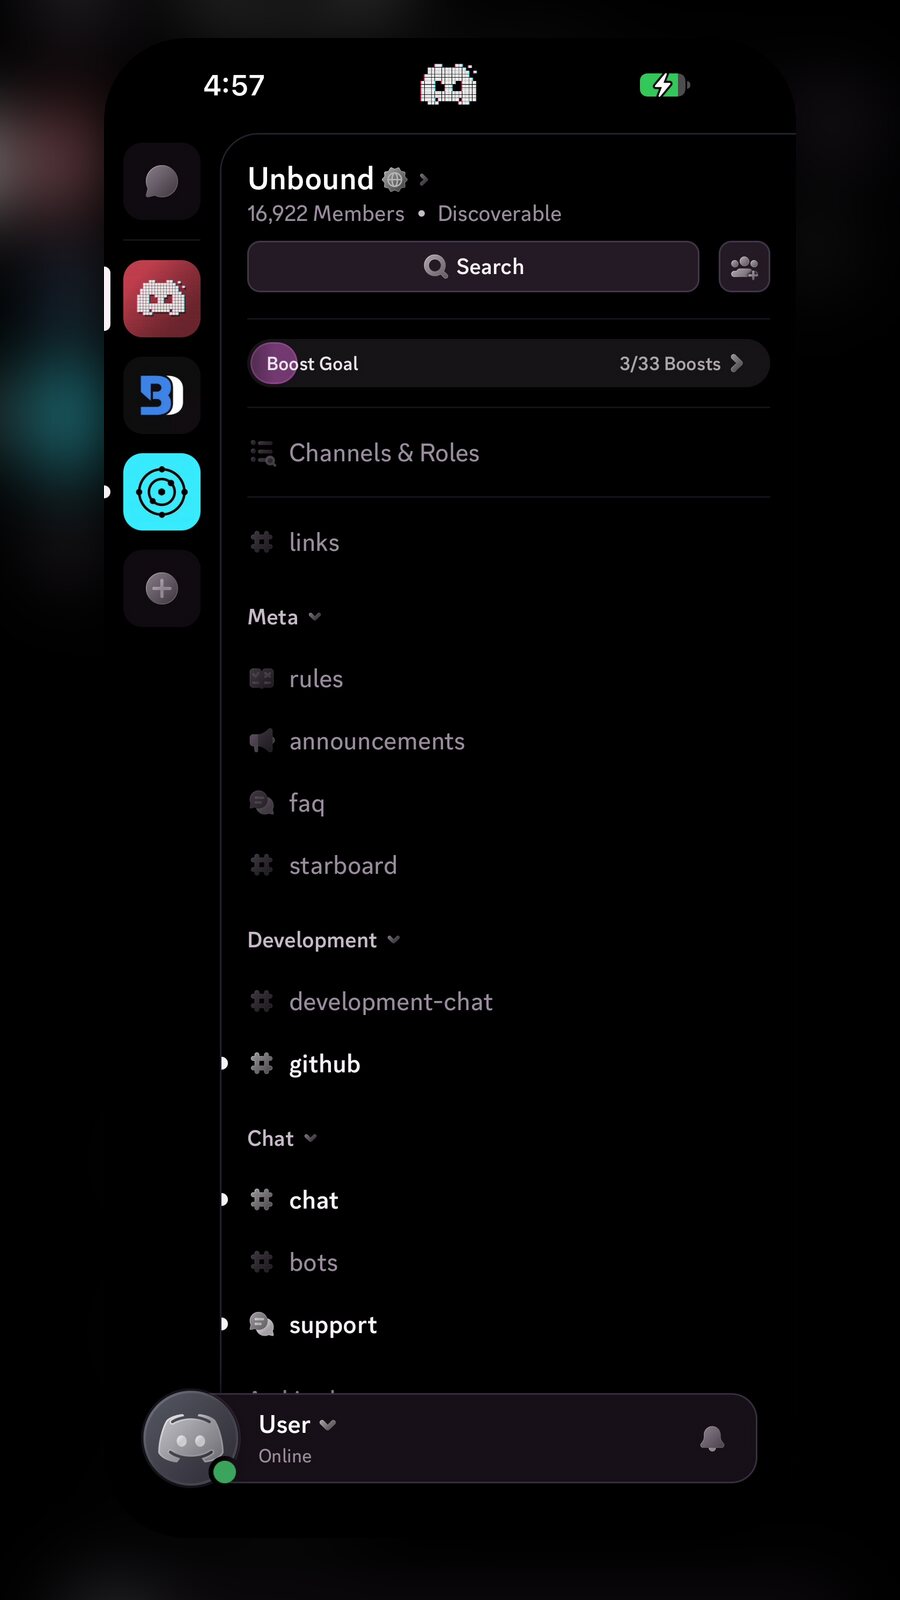 4:57
Unbound
16,922 Members • Discoverable
Search
Boost Goal
3/33 Boosts
Channels & Roles
links
Meta
rules
announcements
faq
starboard
Development
development-chat
github
Chat
chat
bots
support
User
Online